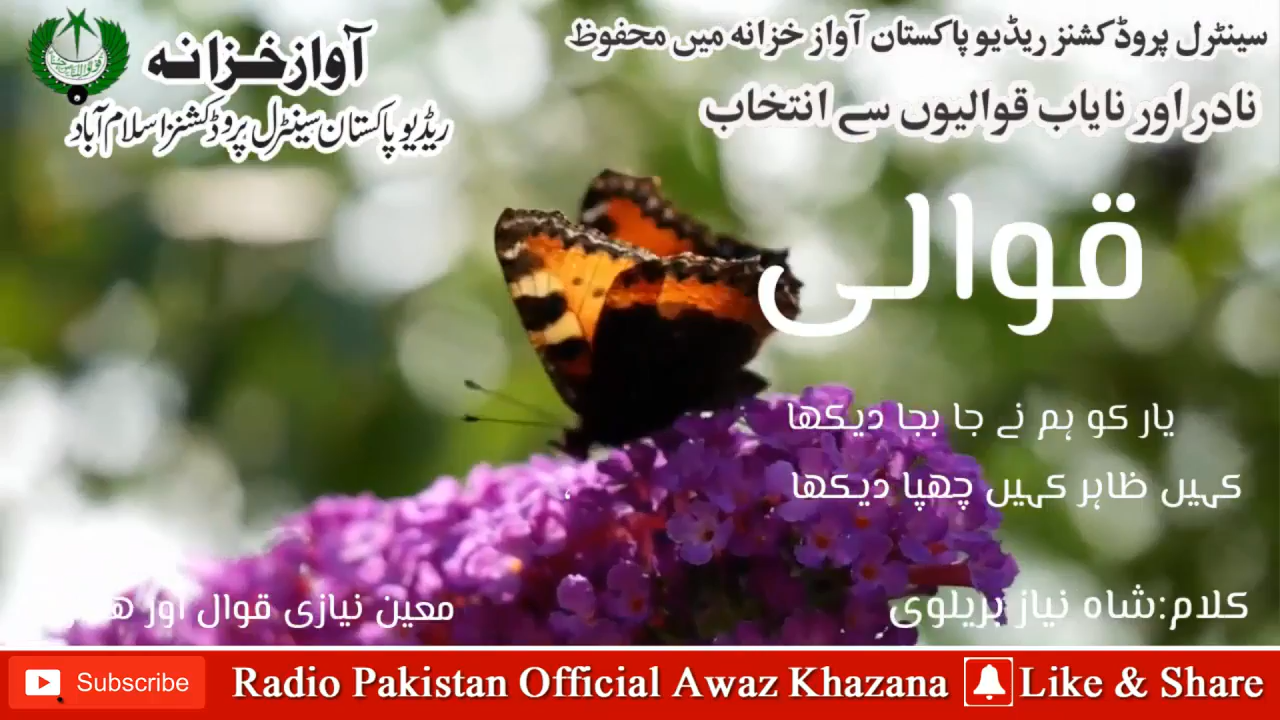 سینٹرل پروڈکشنز ریڈیو پاکستان آواز خزانہ میں محفوظ
نادر اور نایاب قوالیوں سے انتخاب
آواز خزانہ
ریڈیو پاکستان سینٹرل پروڈکشنز اسلام آباد
قوالی
یار کو ہم نے جا بجا دیکھا
کہیں ظاہر کہیں چھپا دیکھا
کلام:شاہ نیاز بریلوی
معین نیازی قوال اور
Subscribe
Radio Pakistan Official Awaz Khazana
Like & Share